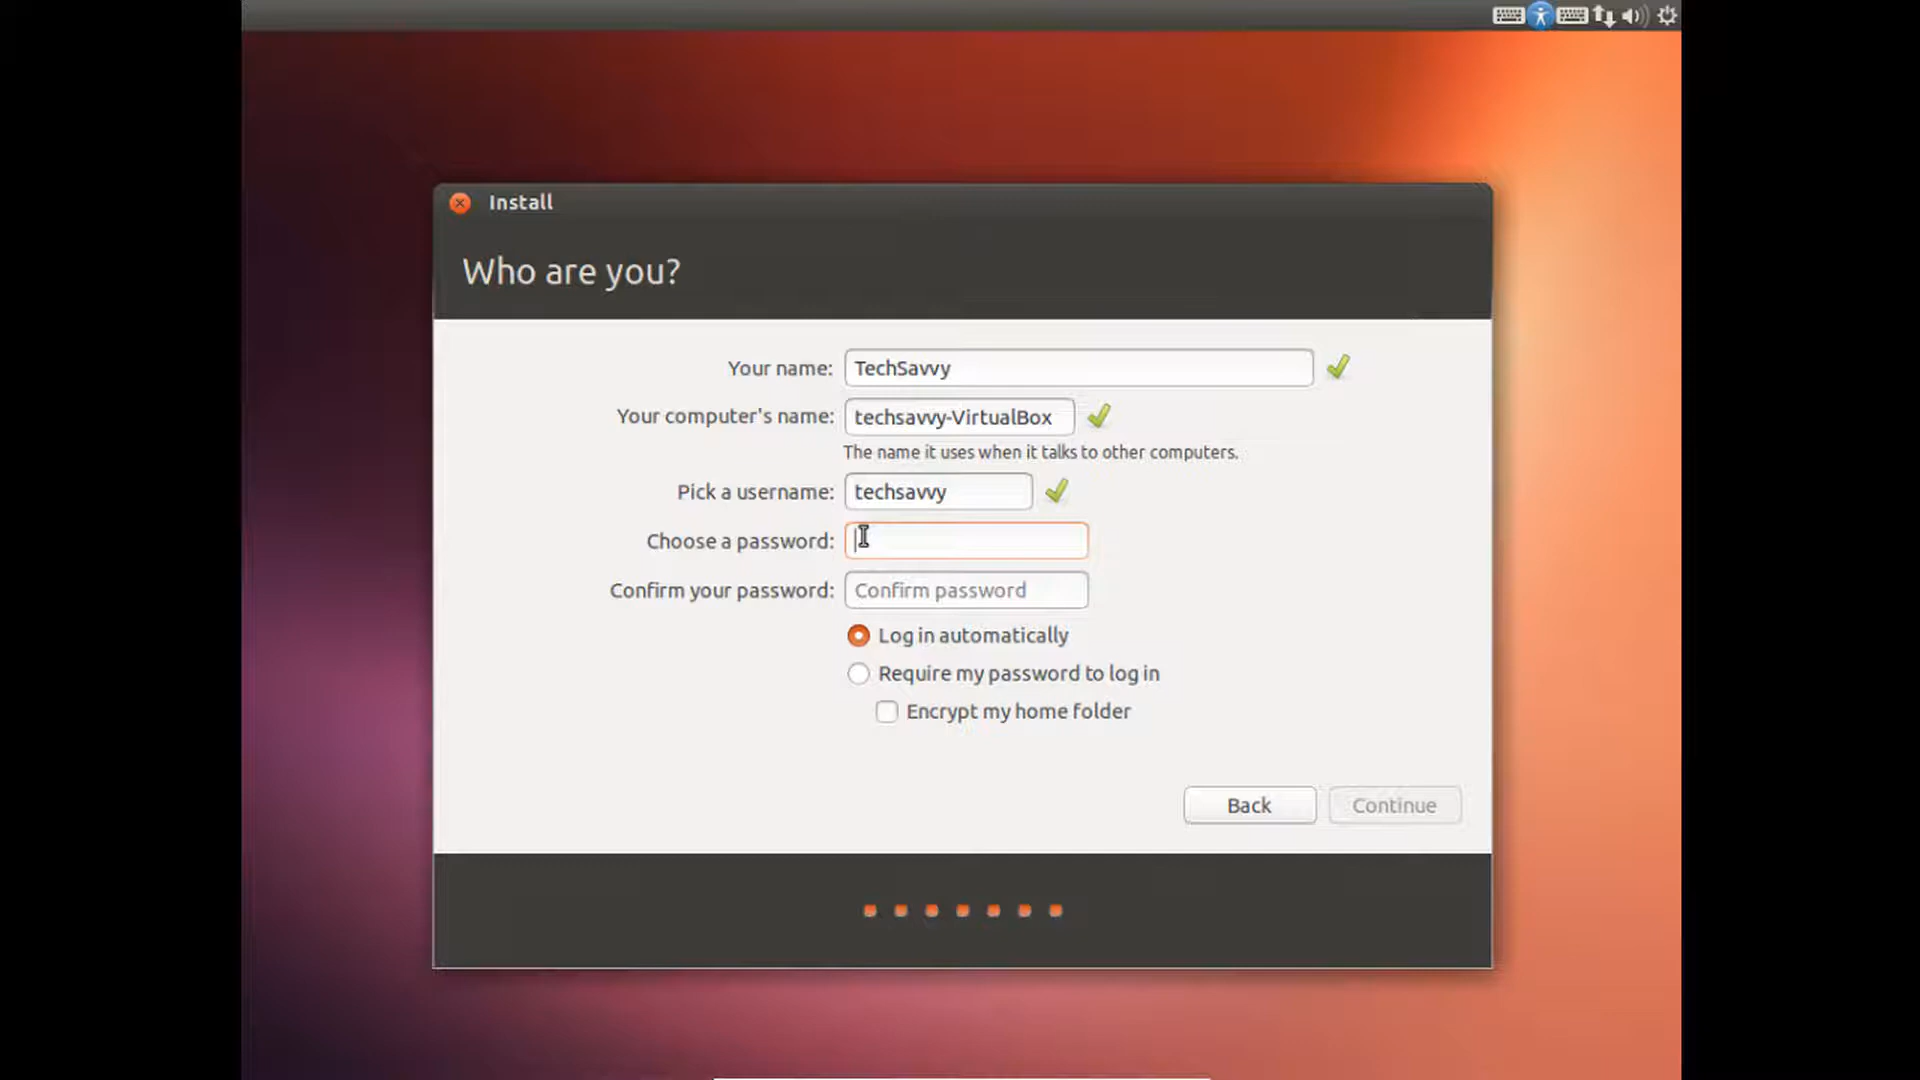 Install
Who are you?
Your name: TechSavvy
Your computer's name: techsavvy-VirtualBox
The name it uses when it talks to other computers.
Pick a username: techsavvy
Choose a password:
Confirm your password: Confirm password
Log in automatically
Require my password to log in
Encrypt my home folder
Back Continue